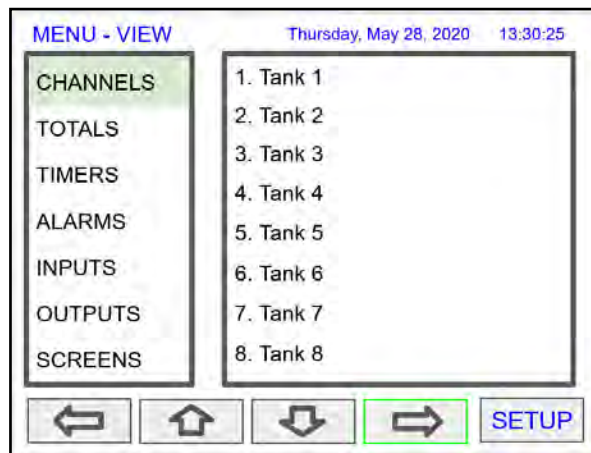 MENU - VIEW
Thursday, May 28, 2020 13:30:25
CHANNELS
TOTALS
TIMERS
ALARMS
INPUTS
OUTPUTS
SCREENS
1. Tank 1
2. Tank 2
3. Tank 3
4. Tank 4
5. Tank 5
6. Tank 6
7. Tank 7
8. Tank 8
SETUP